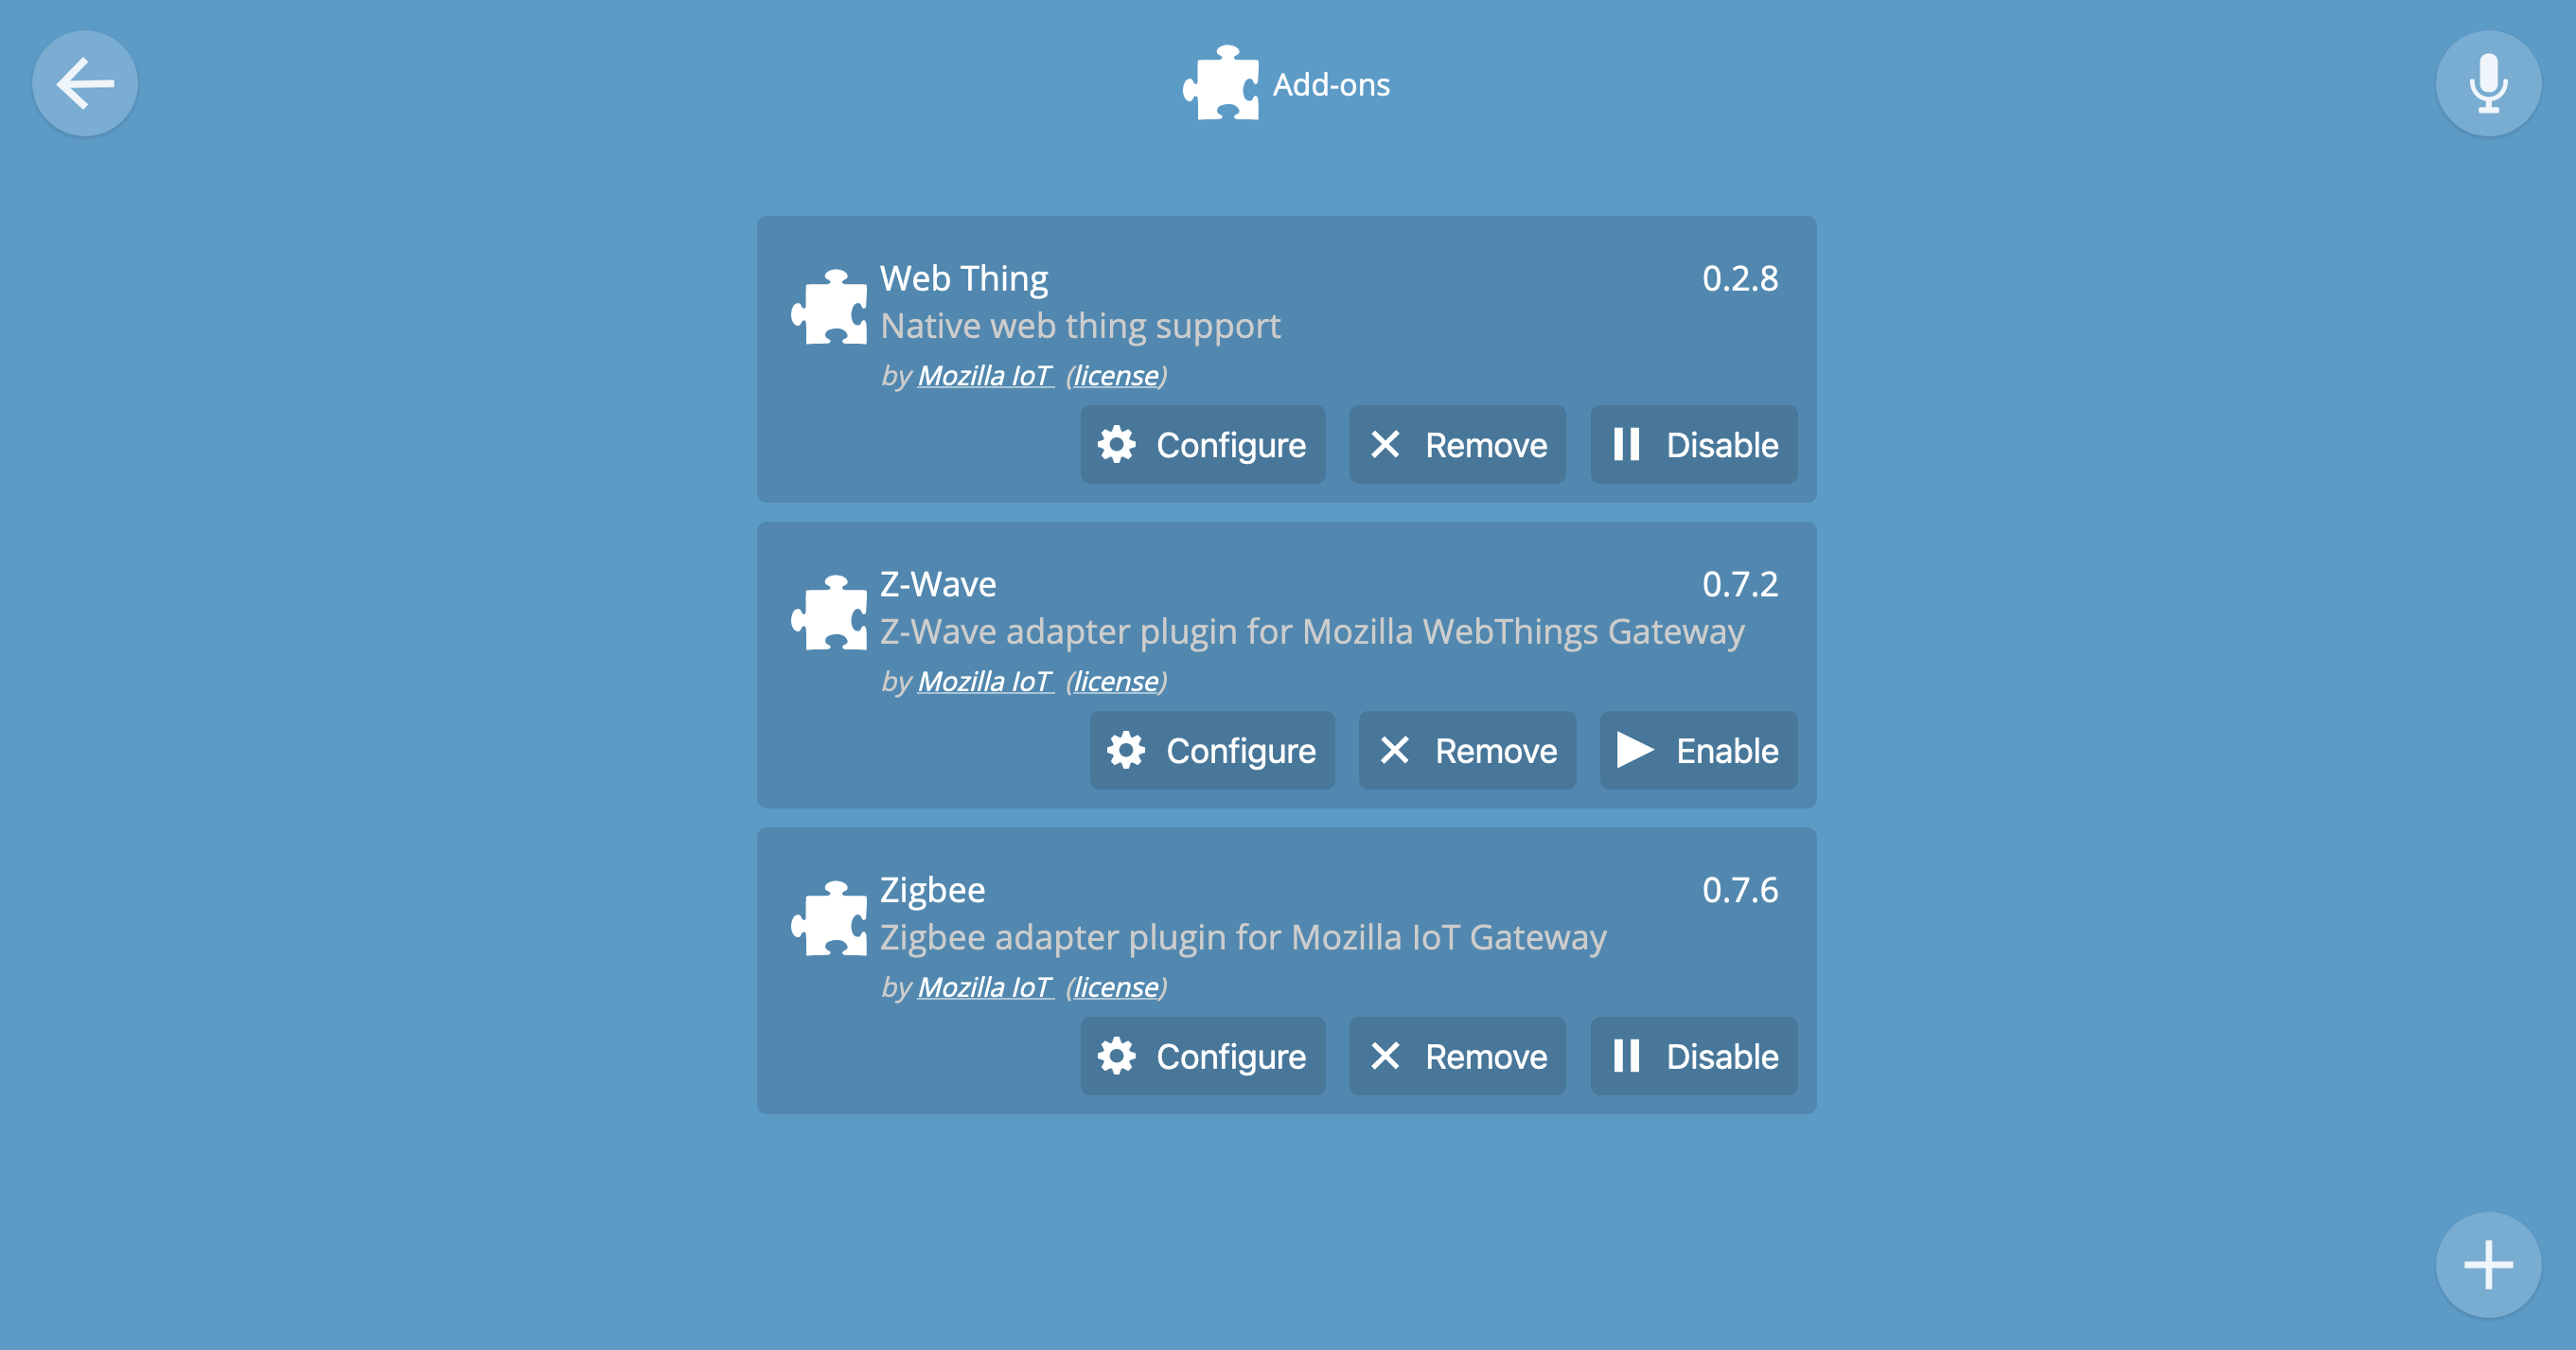 Add-ons
Web Thing 0.2.8
Native web thing support
by Mozilla IoT (license)
Configure Remove Disable
Z-Wave 0.7.2
Z-Wave adapter plugin for Mozilla WebThings Gateway
by Mozilla IoT (license)
Configure Remove Enable
Zigbee 0.7.6
Zigbee adapter plugin for Mozilla IoT Gateway
by Mozilla IoT (license)
Configure Remove Disable